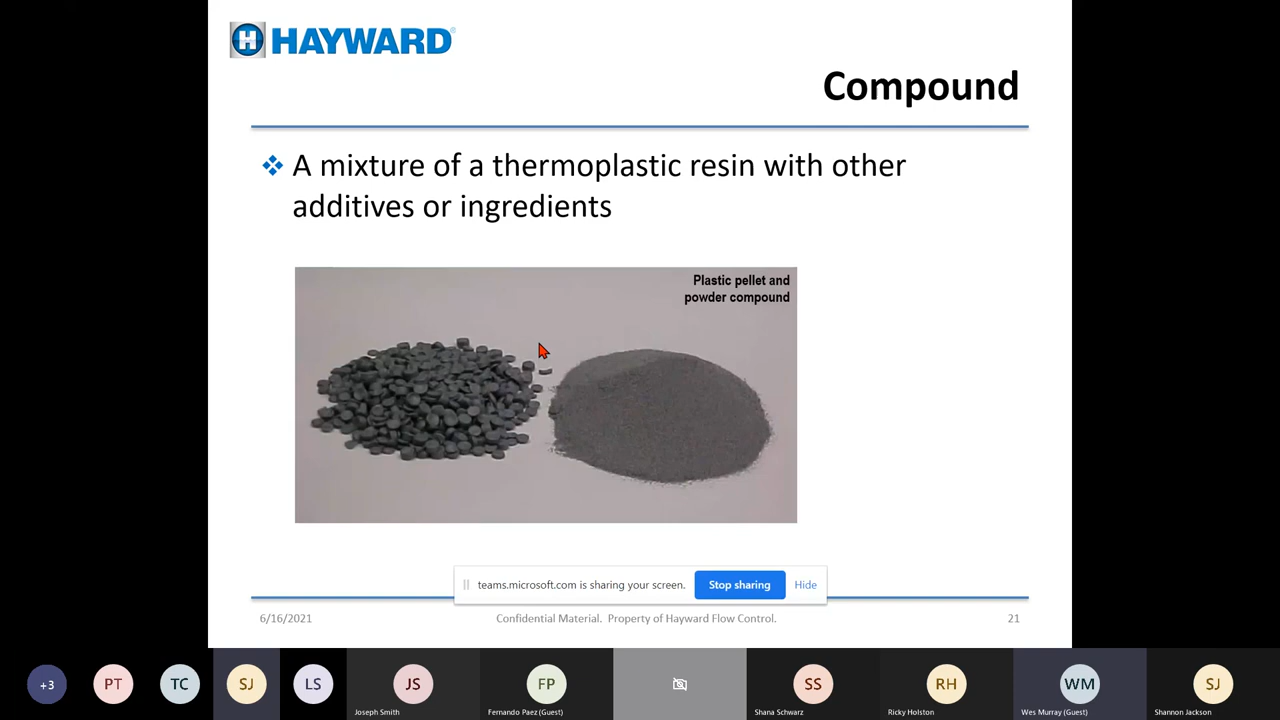 H HAYWARD®
Compound
A mixture of a thermoplastic resin with other
additives or ingredients
Plastic pellet and
powder compound
teams.microsoft.com is sharing your screen. Stop sharing Hide
6/16/2021 Confidential Material. Property of Hayward Flow Control. 21
+3 PT TC SJ LS JS FP SS RH WM SJ
Joseph Smith Fernando Paez (Guest) Shana Schwarz Ricky Holston Wes Murray (Guest) Shannon Jackson